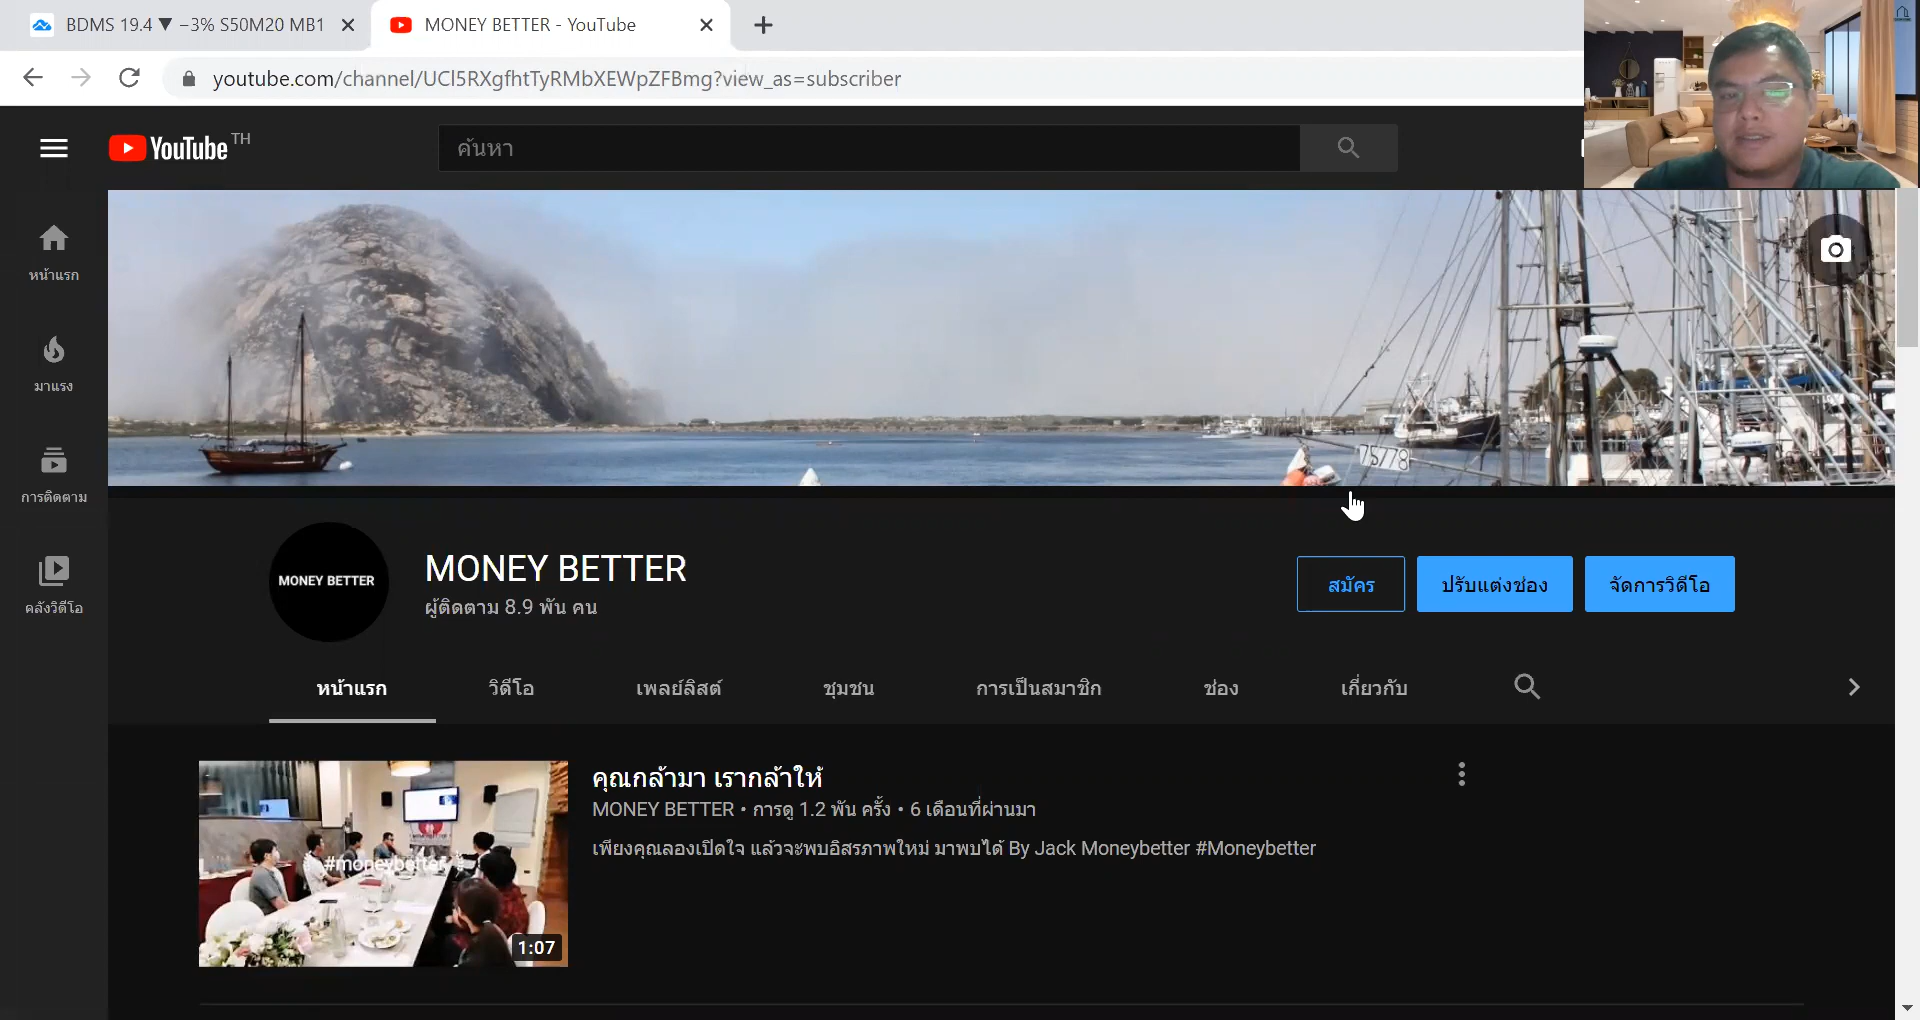 BDMS 19.4 ▼ −3% S50M20 MB1
MONEY BETTER - YouTube
youtube.com/channel/UCl5RXgfhtTyRMbXEWpZFBmg?view_as=subscriber
YouTube TH
ค้นหา
หน้าแรก
มาแรง
การติดตาม
คลังวิดีโอ
75778
MONEY BETTER
MONEY BETTER
ผู้ติดตาม 8.9 พัน คน
สมัคร
ปรับแต่งช่อง
จัดการวิดีโอ
หน้าแรก
วิดีโอ
เพลย์ลิสต์
ชุมชน
การเป็นสมาชิก
ช่อง
เกี่ยวกับ
#moneybetter
1:07
คุณกล้ามา เรากล้าให้
MONEY BETTER • การดู 1.2 พัน ครั้ง • 6 เดือนที่ผ่านมา
เพียงคุณลองเปิดใจ แล้วจะพบอิสรภาพใหม่ มาพบได้ By Jack Moneybetter #Moneybetter